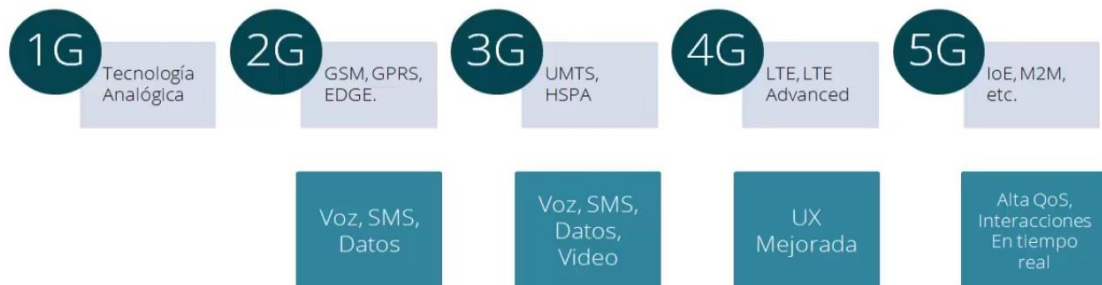 1G
Tecnología
Analógica
2G
GSM, GPRS,
EDGE.
3G
UMTS,
HSPA
4G
LTE, LTE
Advanced
5G
IoE, M2M,
etc.
Voz, SMS,
Datos
Voz, SMS,
Datos,
Video
UX
Mejorada
Alta QoS,
Interacciones
En tiempo
real